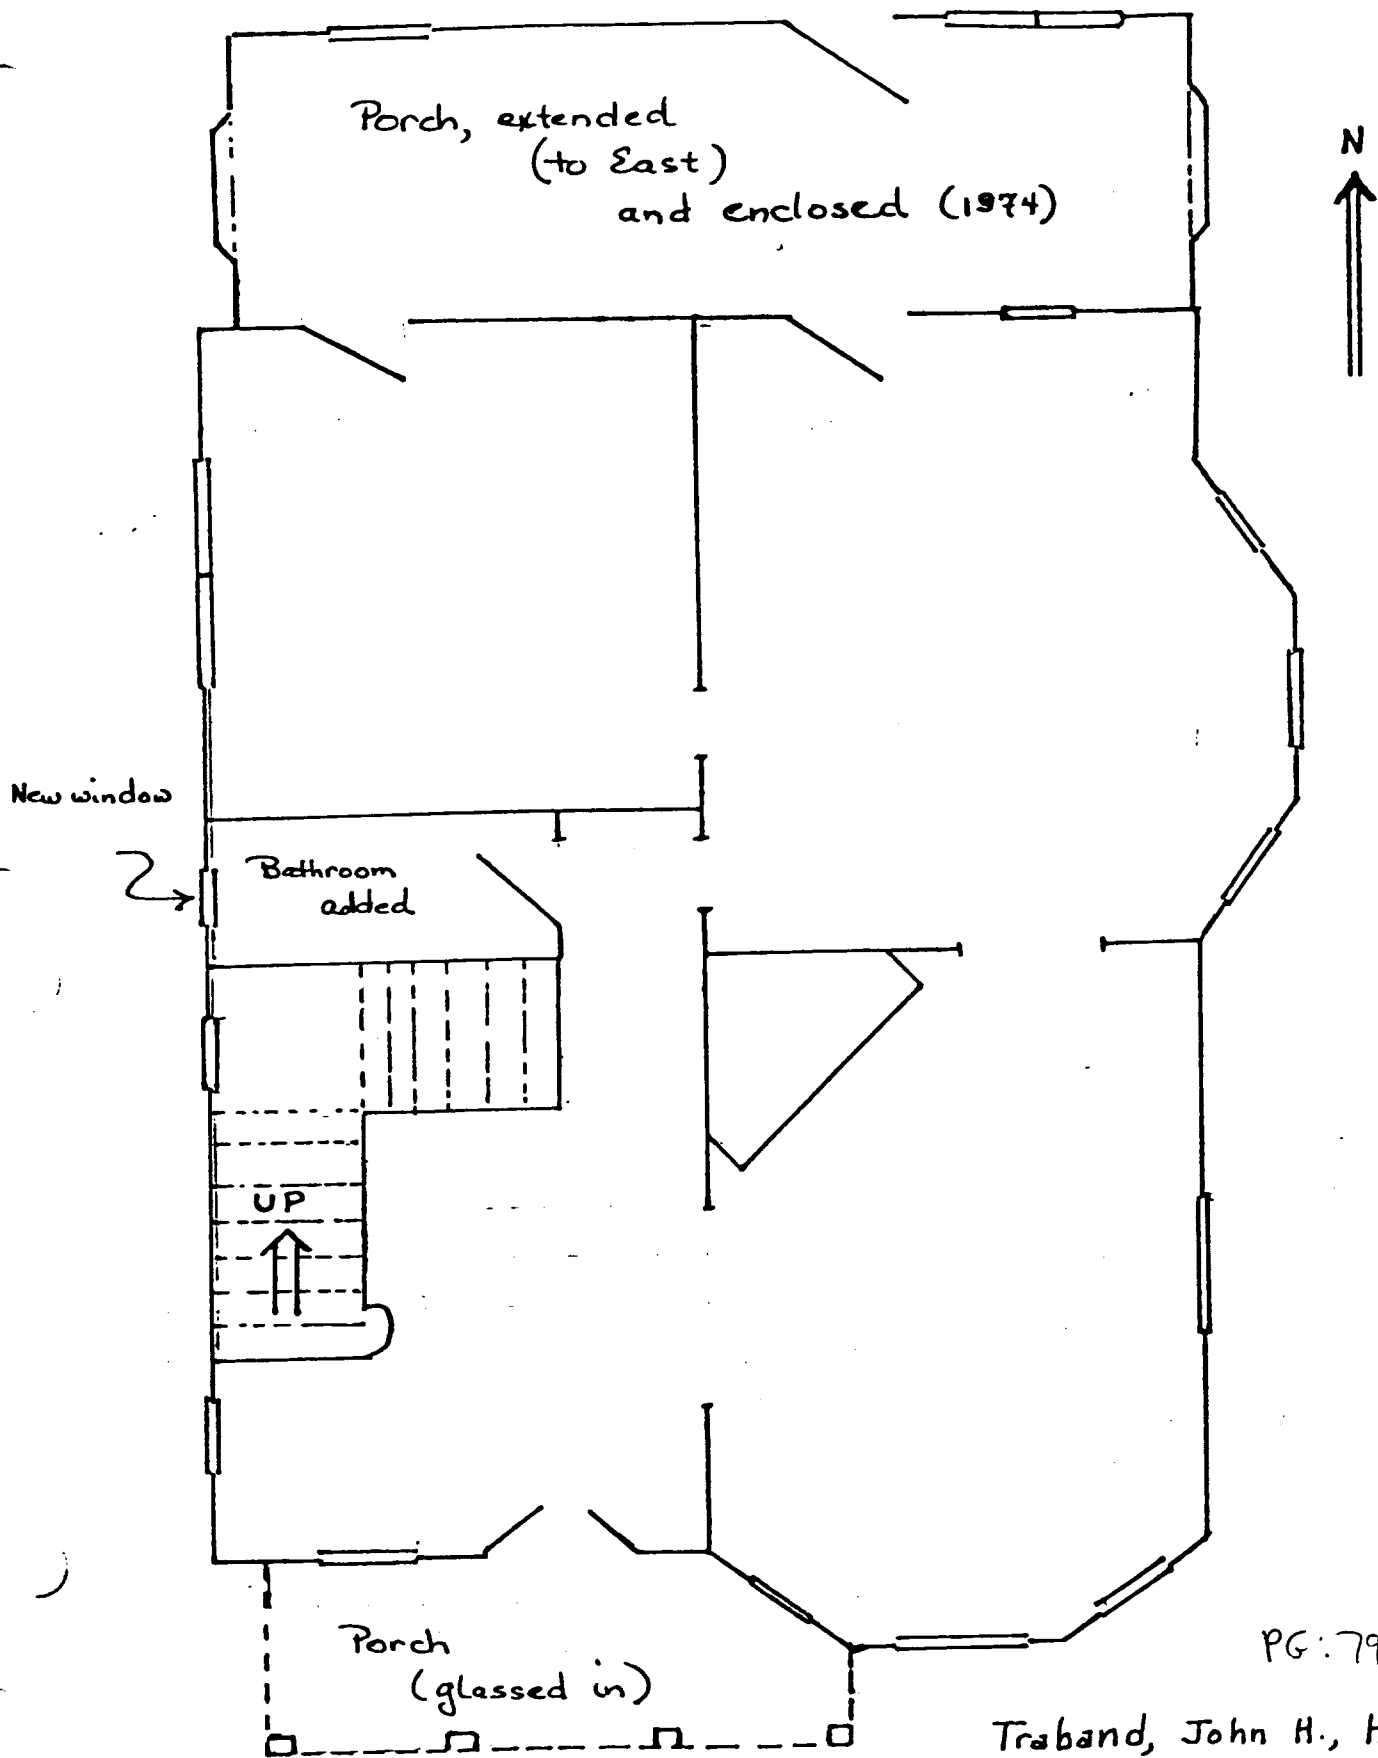 Porch, extended
(to East)
and enclosed (1974)
N
New window
Bathroom
added
UP
Porch
(glassed in)
PG:79
Traband, John H., H